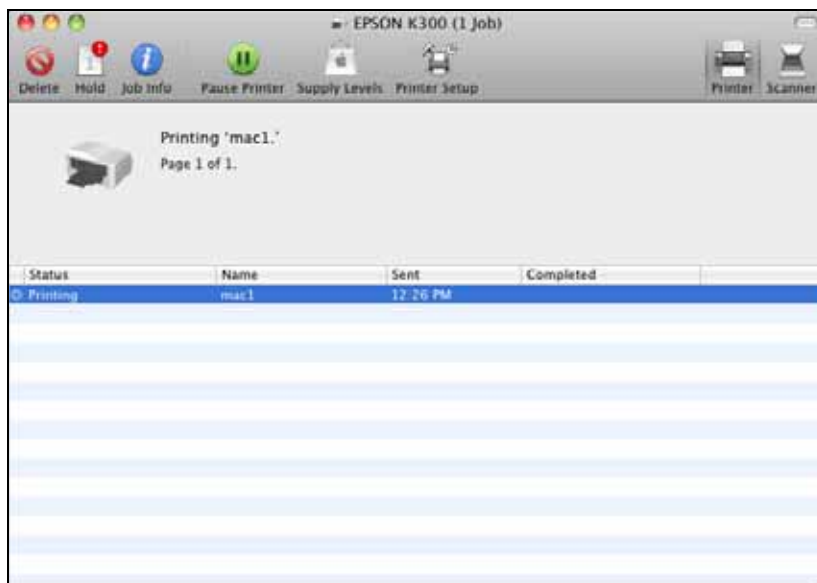 EPSON K300 (1 Job)
Delete Hold Job Info Pause Printer Supply Levels Printer Setup Printer Scanner
Printing 'mac1.'
Page 1 of 1.
Status Name Sent Completed
Printing mac1 12:26 PM